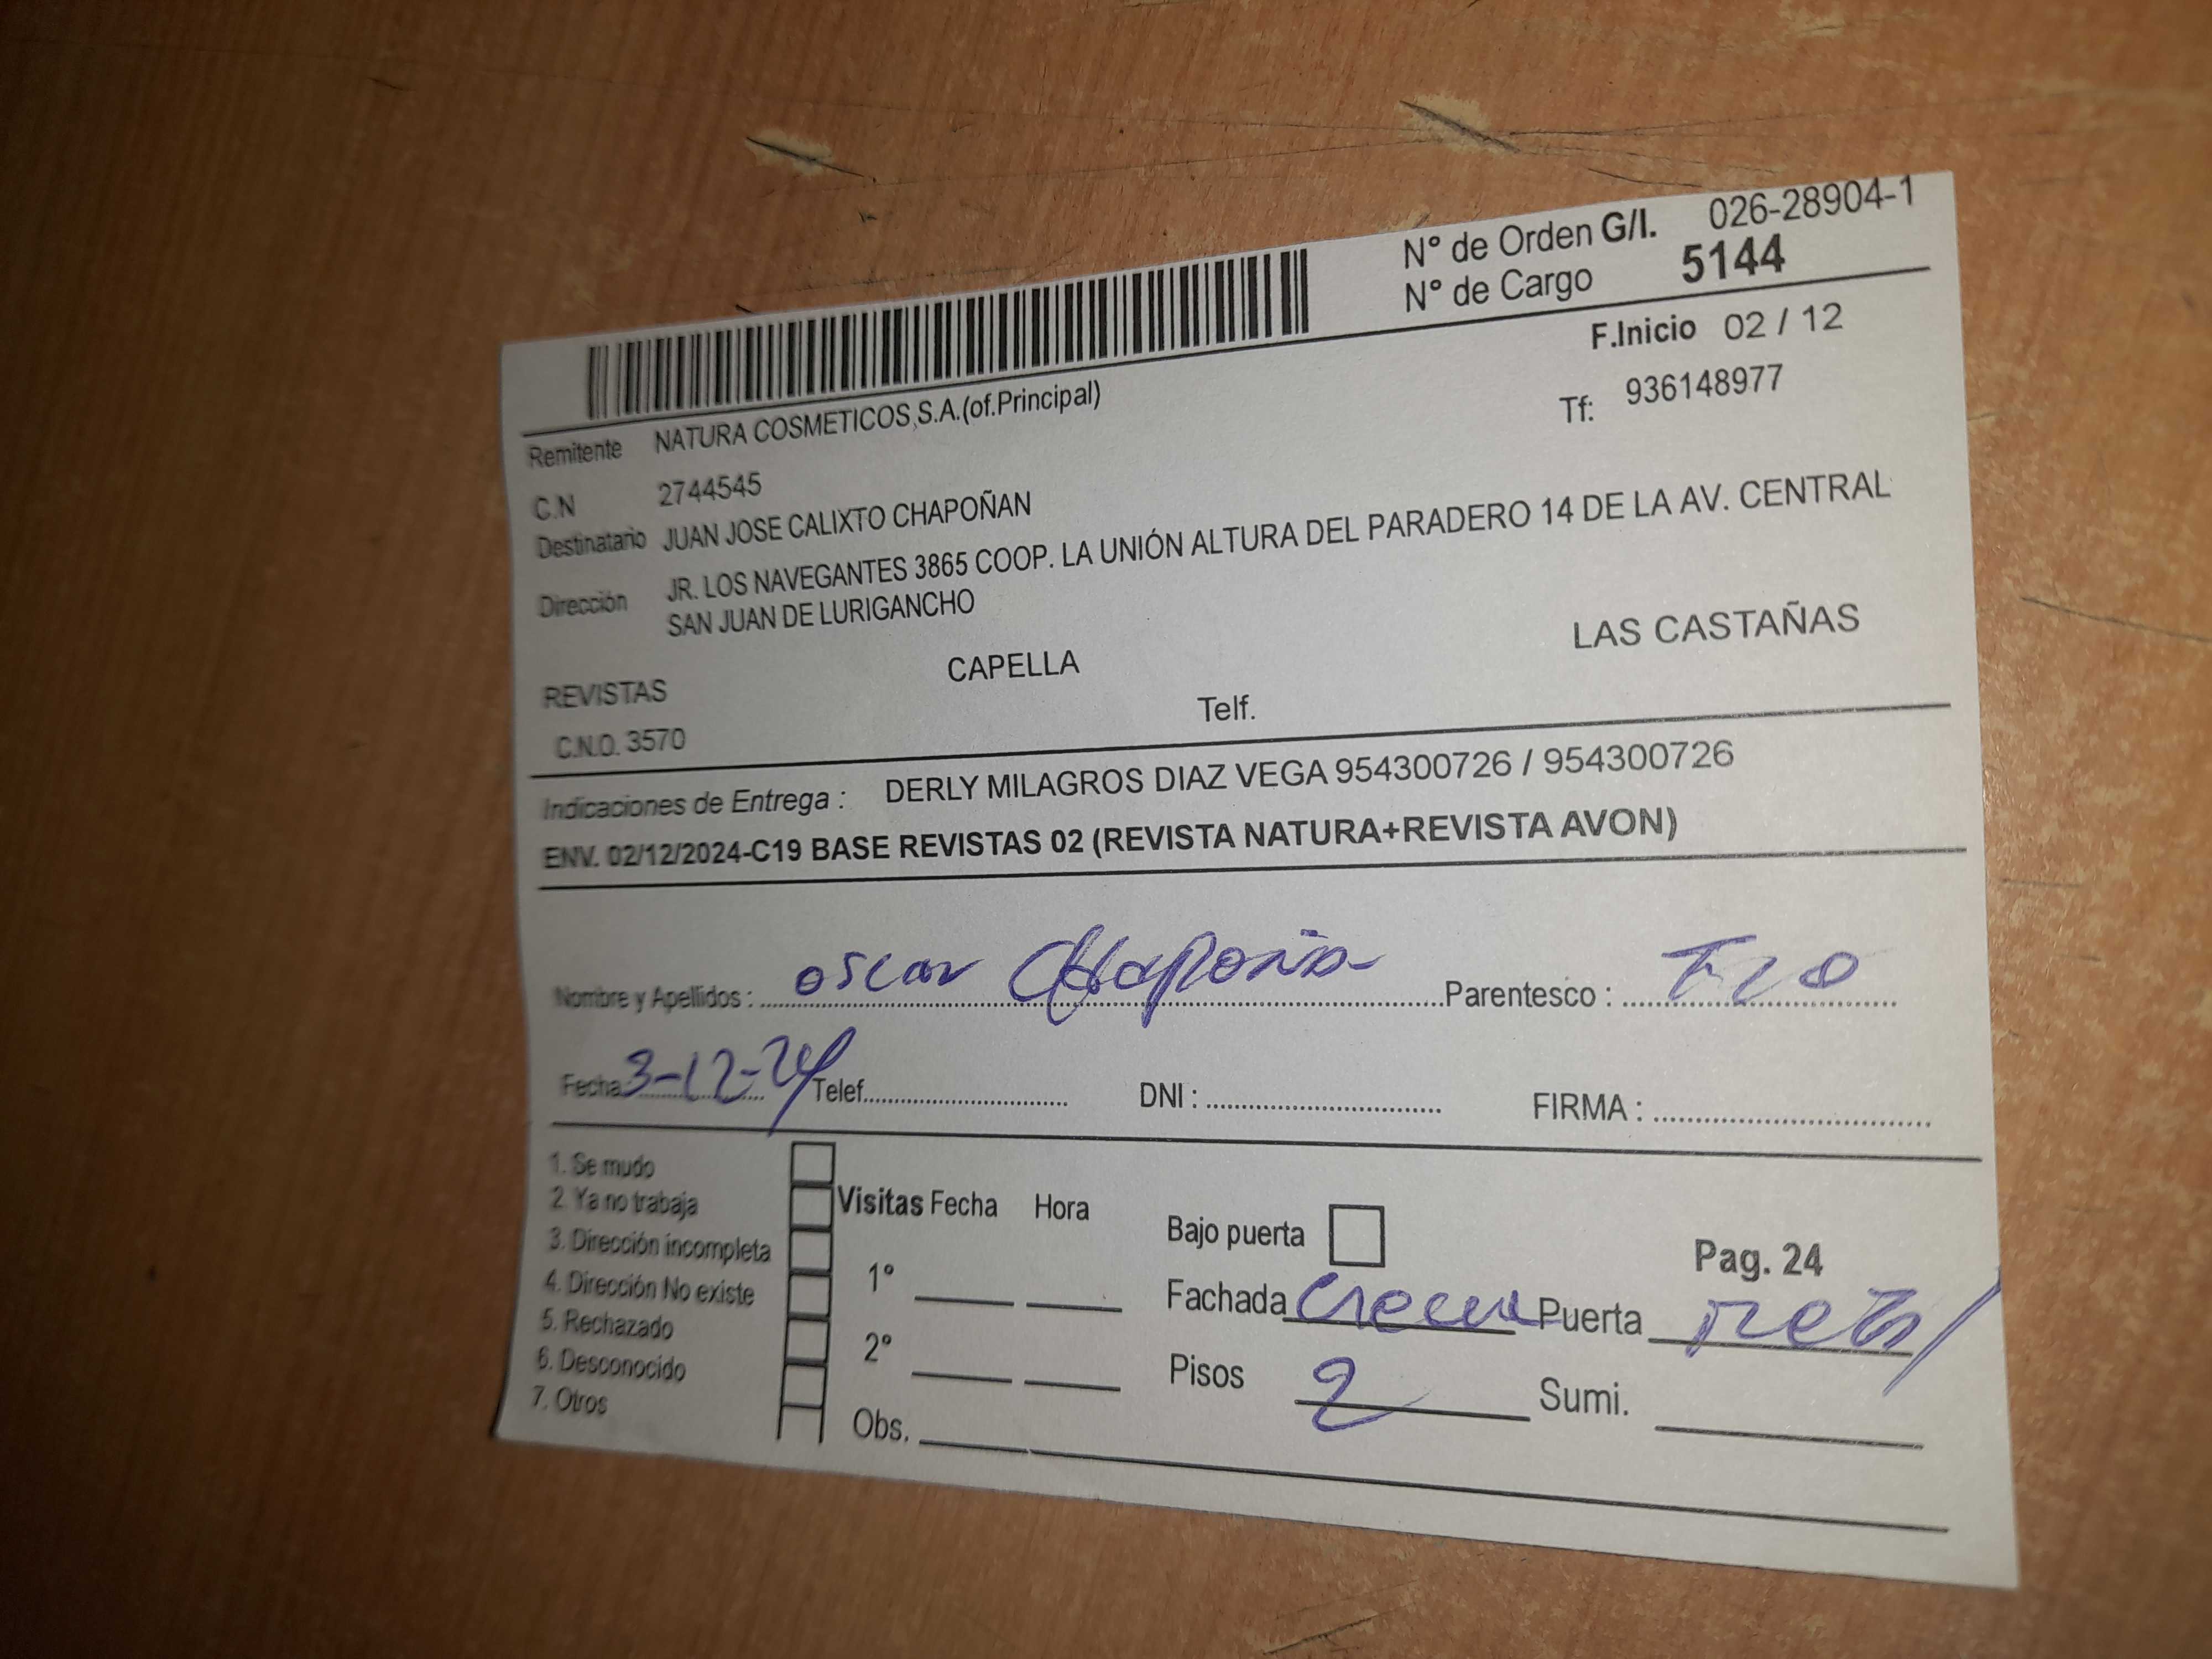 N° de Orden G/I. 026-28904-1
N° de Cargo 5144
F.Inicio 02 / 12
Remitente NATURA COSMETICOS,S.A.(of.Principal)
Tf: 936148977
C.N 2744545
Destinatario JUAN JOSE CALIXTO CHAPOÑAN
Dirección JR. LOS NAVEGANTES 3865 COOP. LA UNIÓN ALTURA DEL PARADERO 14 DE LA AV. CENTRAL
SAN JUAN DE LURIGANCHO
REVISTAS CAPELLA LAS CASTAÑAS
C.N.O. 3570 Telf.
Indicaciones de Entrega : DERLY MILAGROS DIAZ VEGA 954300726 / 954300726
ENV. 02/12/2024-C19 BASE REVISTAS 02 (REVISTA NATURA+REVISTA AVON)
Nombre y Apellidos : oscar Chapoña Parentesco :
Fecha: 3-12-24 Telef. DNI : FIRMA :
1. Se mudo
2. Ya no trabaja
3. Dirección incompleta
4. Dirección No existe
5. Rechazado
6. Desconocido
7. Otros
Visitas Fecha Hora
1°
2°
Obs.
Bajo puerta
Pag. 24
Fachada Crema Puerta metal
Pisos 2 Sumi.